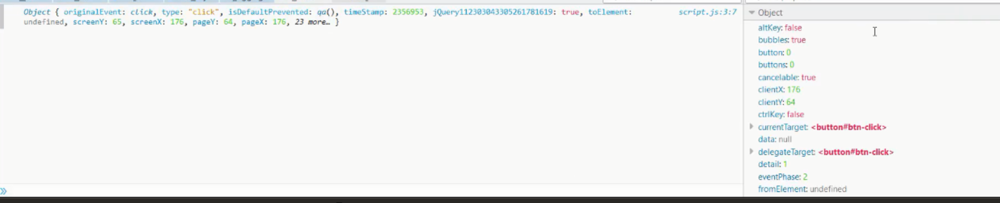 Object { originalEvent: click, type: "click", isDefaultPrevented: qa(), timeStamp: 2356953, jQuery112303043305261781619: true, toElement: script.js:3:7
undefined, screenY: 65, screenX: 176, pageY: 64, pageX: 176, 23 more… }
»
Object
altKey: false
bubbles: true
button: 0
buttons: 0
cancelable: true
clientX: 176
clientY: 64
ctrlKey: false
currentTarget: <button#btn-click>
data: null
delegateTarget: <button#btn-click>
detail: 1
eventPhase: 2
fromElement: undefined